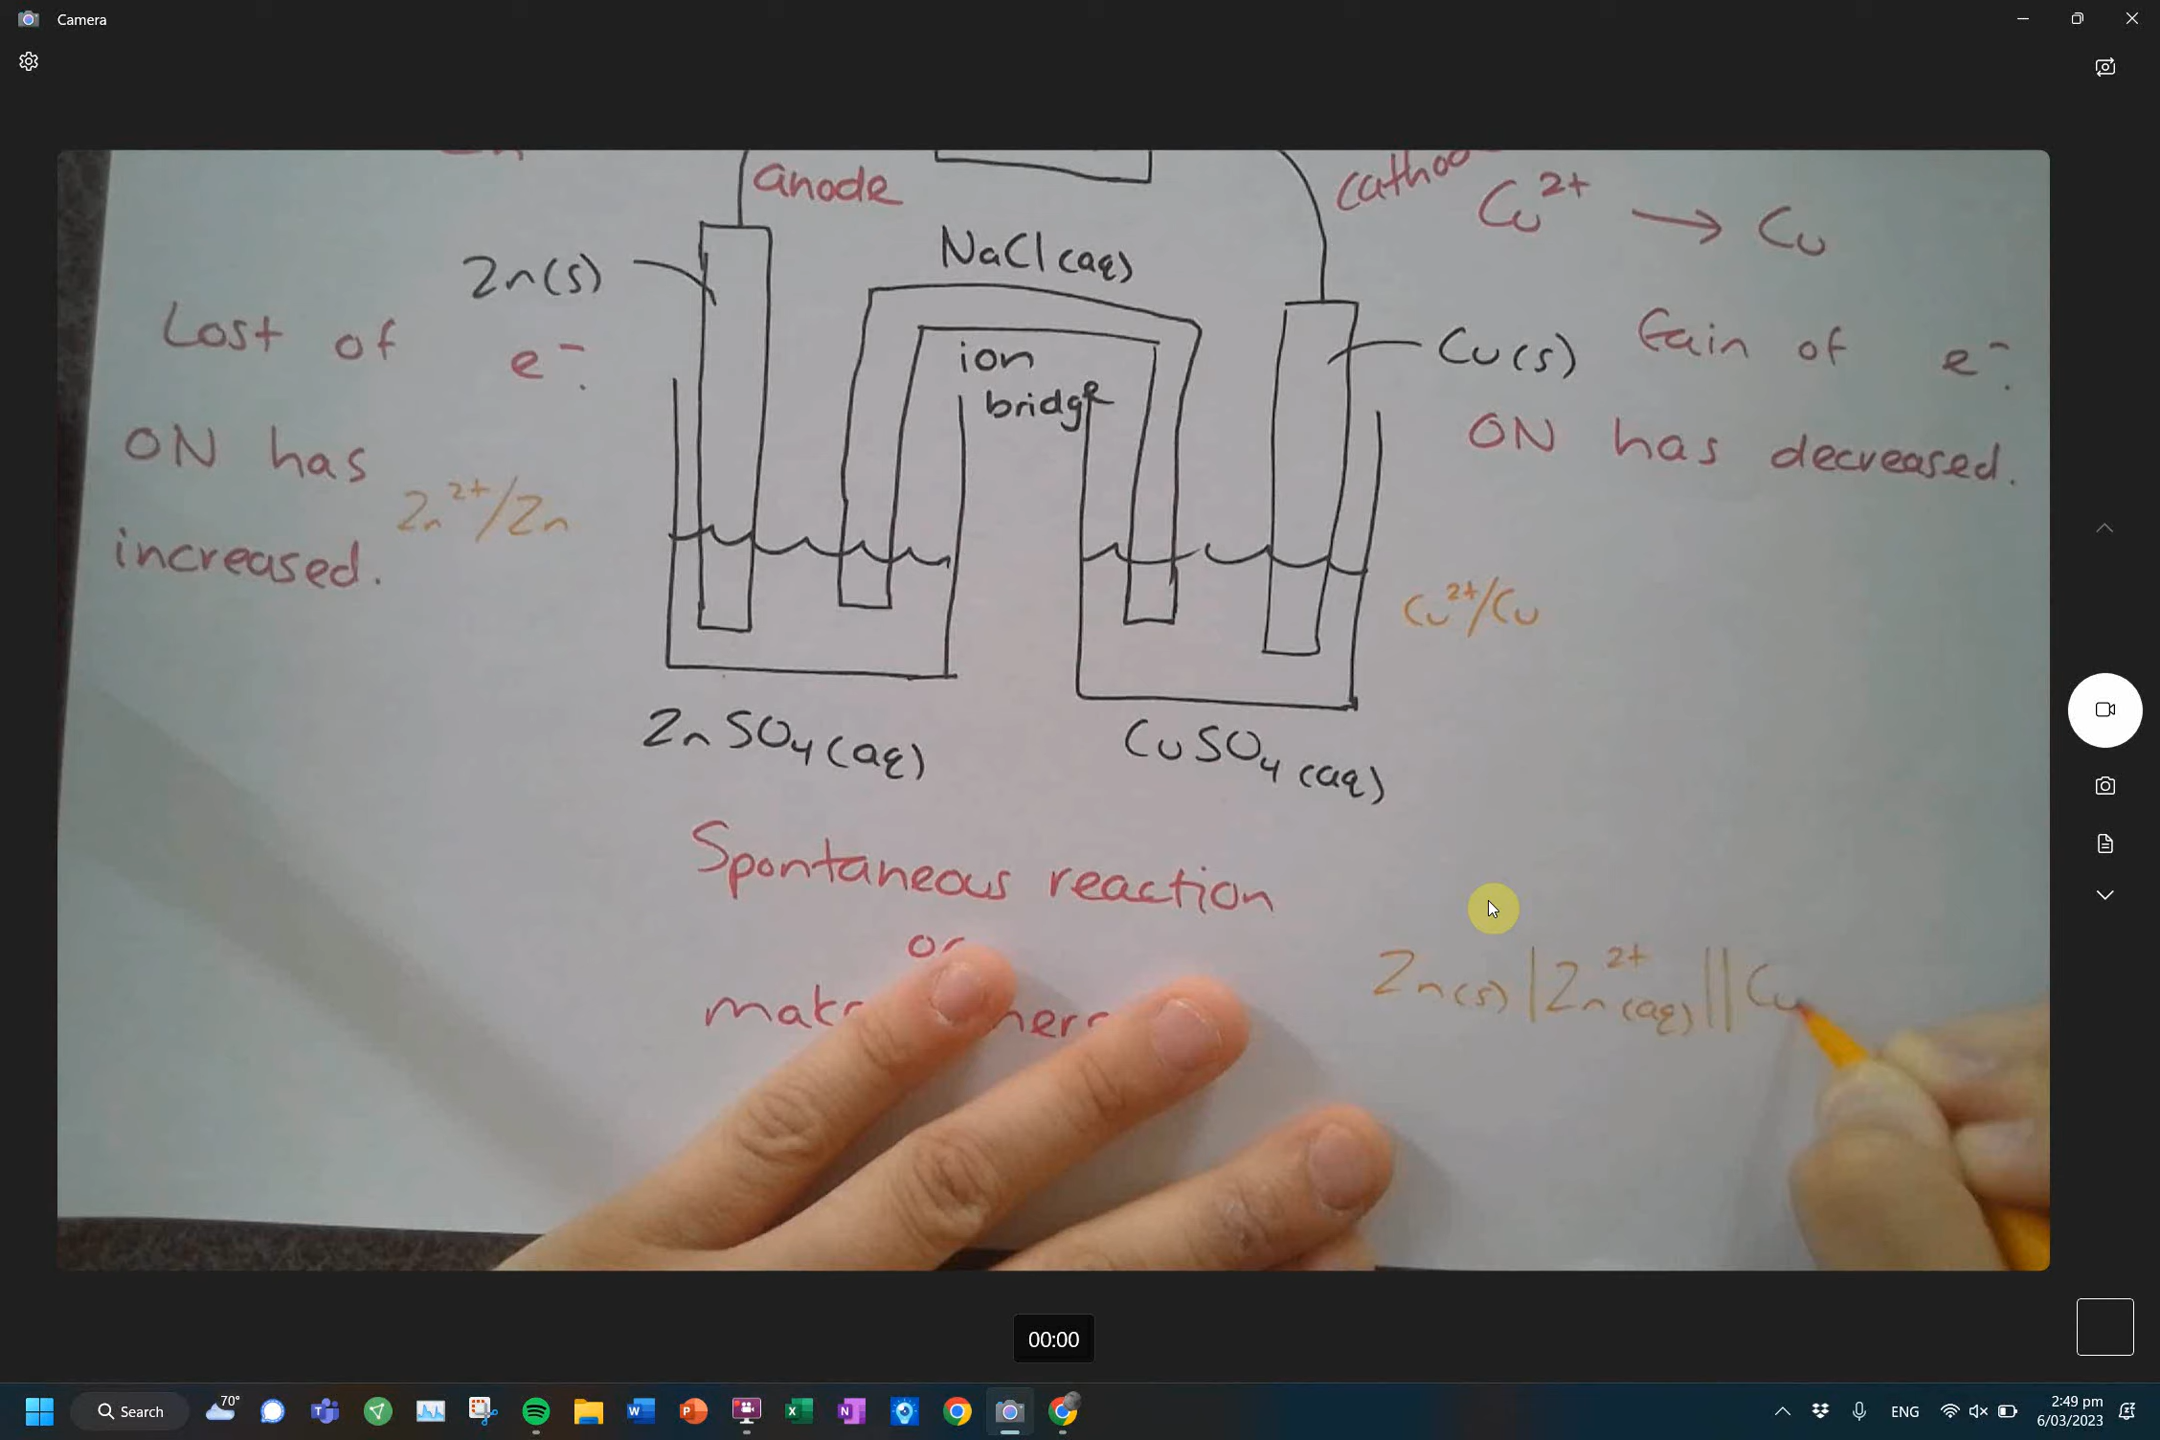 Camera
anode
NaCl(aq)
Cu²⁺ → Cu
Zn(s)
Lost of e⁻.
ion
bridge
Cu(s)
Gain of e⁻.
ON has
increased.
ON has decreased.
Zn²⁺/Zn
Cu²⁺/Cu
ZnSO₄(aq)
CuSO₄(aq)
Spontaneous reaction
Zn(s)|Zn²⁺(aq)||Cu
00:00
70°
Search
ENG
2:49 pm
6/03/2023